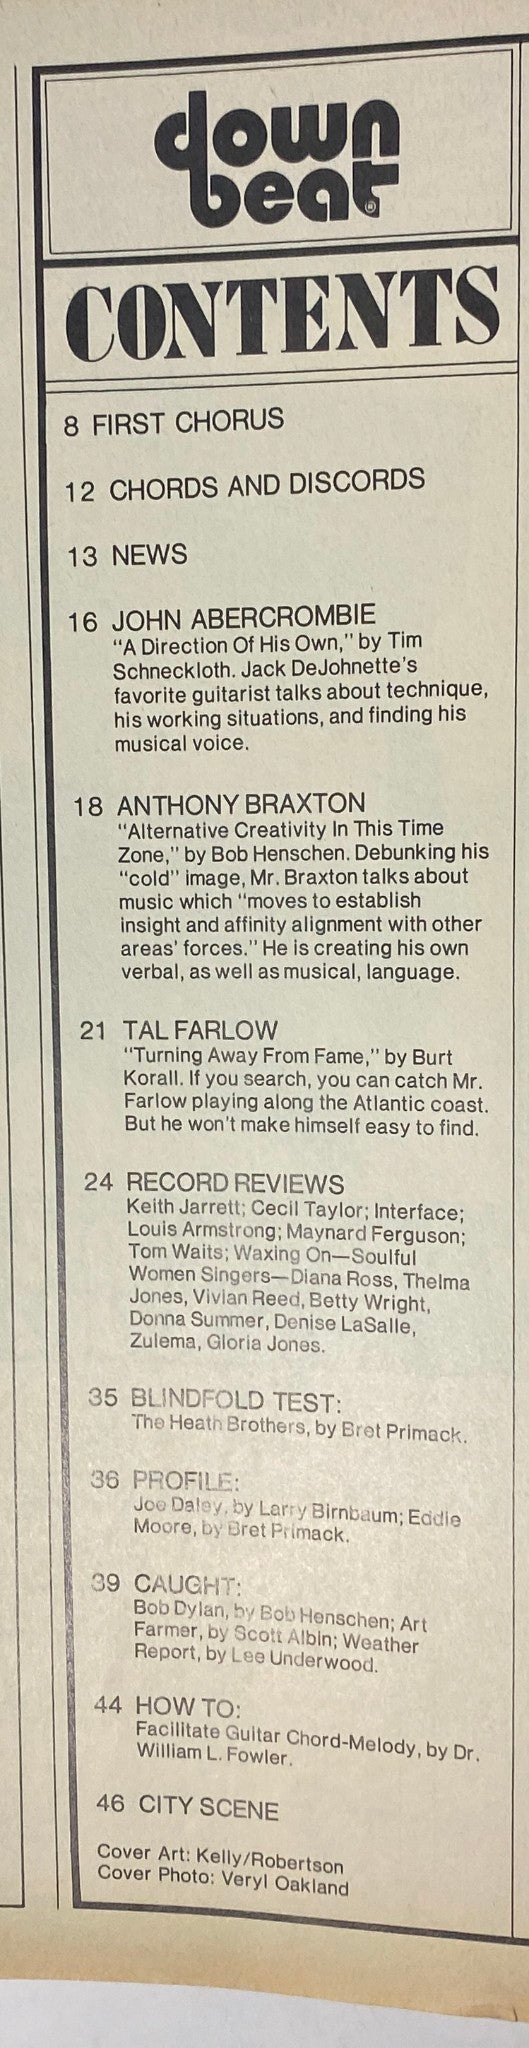 down
beat®
CONTENTS
8 FIRST CHORUS
12 CHORDS AND DISCORDS
13 NEWS
16 JOHN ABERCROMBIE
"A Direction Of His Own," by Tim
Schneckloth. Jack DeJohnette's
favorite guitarist talks about technique,
his working situations, and finding his
musical voice.
18 ANTHONY BRAXTON
"Alternative Creativity In This Time
Zone," by Bob Henschen. Debunking his
"cold" image, Mr. Braxton talks about
music which "moves to establish
insight and affinity alignment with other
areas' forces." He is creating his own
verbal, as well as musical, language.
21 TAL FARLOW
"Turning Away From Fame," by Burt
Korall. If you search, you can catch Mr.
Farlow playing along the Atlantic coast.
But he won't make himself easy to find.
24 RECORD REVIEWS
Keith Jarrett; Cecil Taylor; Interface;
Louis Armstrong; Maynard Ferguson;
Tom Waits; Waxing On—Soulful
Women Singers—Diana Ross, Thelma
Jones, Vivian Reed, Betty Wright,
Donna Summer, Denise LaSalle,
Zulema, Gloria Jones.
35 BLINDFOLD TEST:
The Heath Brothers, by Bret Primack.
36 PROFILE:
Joe Daley, by Larry Birnbaum; Eddie
Moore, by Bret Primack.
39 CAUGHT:
Bob Dylan, by Bob Henschen; Art
Farmer, by Scott Albin; Weather
Report, by Lee Underwood.
44 HOW TO:
Facilitate Guitar Chord-Melody, by Dr.
William L. Fowler.
46 CITY SCENE
Cover Art: Kelly/Robertson
Cover Photo: Veryl Oakland